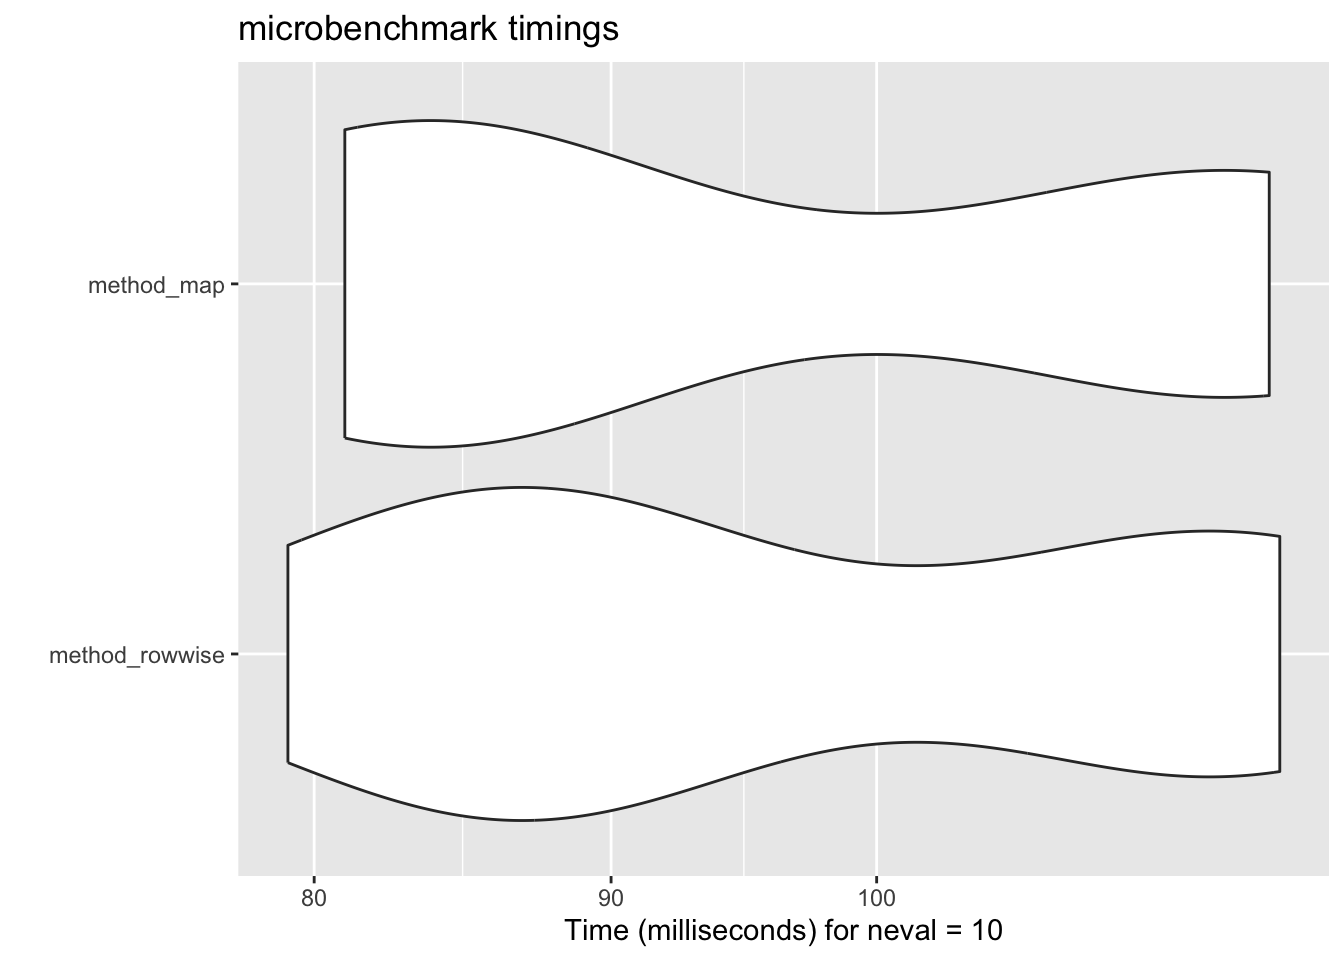 microbenchmark timings
method_map
method_rowwise
80 90 100
Time (milliseconds) for neval = 10